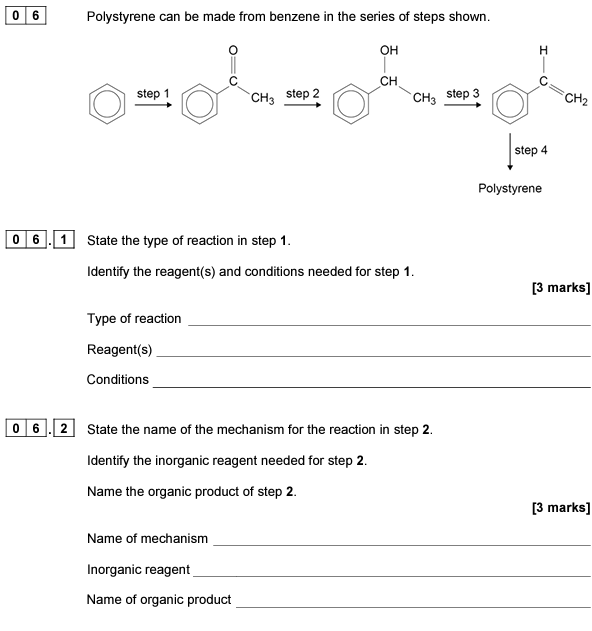 0 6 Polystyrene can be made from benzene in the series of steps shown.
O OH H
C CH C
step 1 CH3 step 2 CH3 step 3 CH2
step 4
Polystyrene
0 6 . 1 State the type of reaction in step 1.
Identify the reagent(s) and conditions needed for step 1.
[3 marks]
Type of reaction
Reagent(s)
Conditions
0 6 . 2 State the name of the mechanism for the reaction in step 2.
Identify the inorganic reagent needed for step 2.
Name the organic product of step 2.
[3 marks]
Name of mechanism
Inorganic reagent
Name of organic product